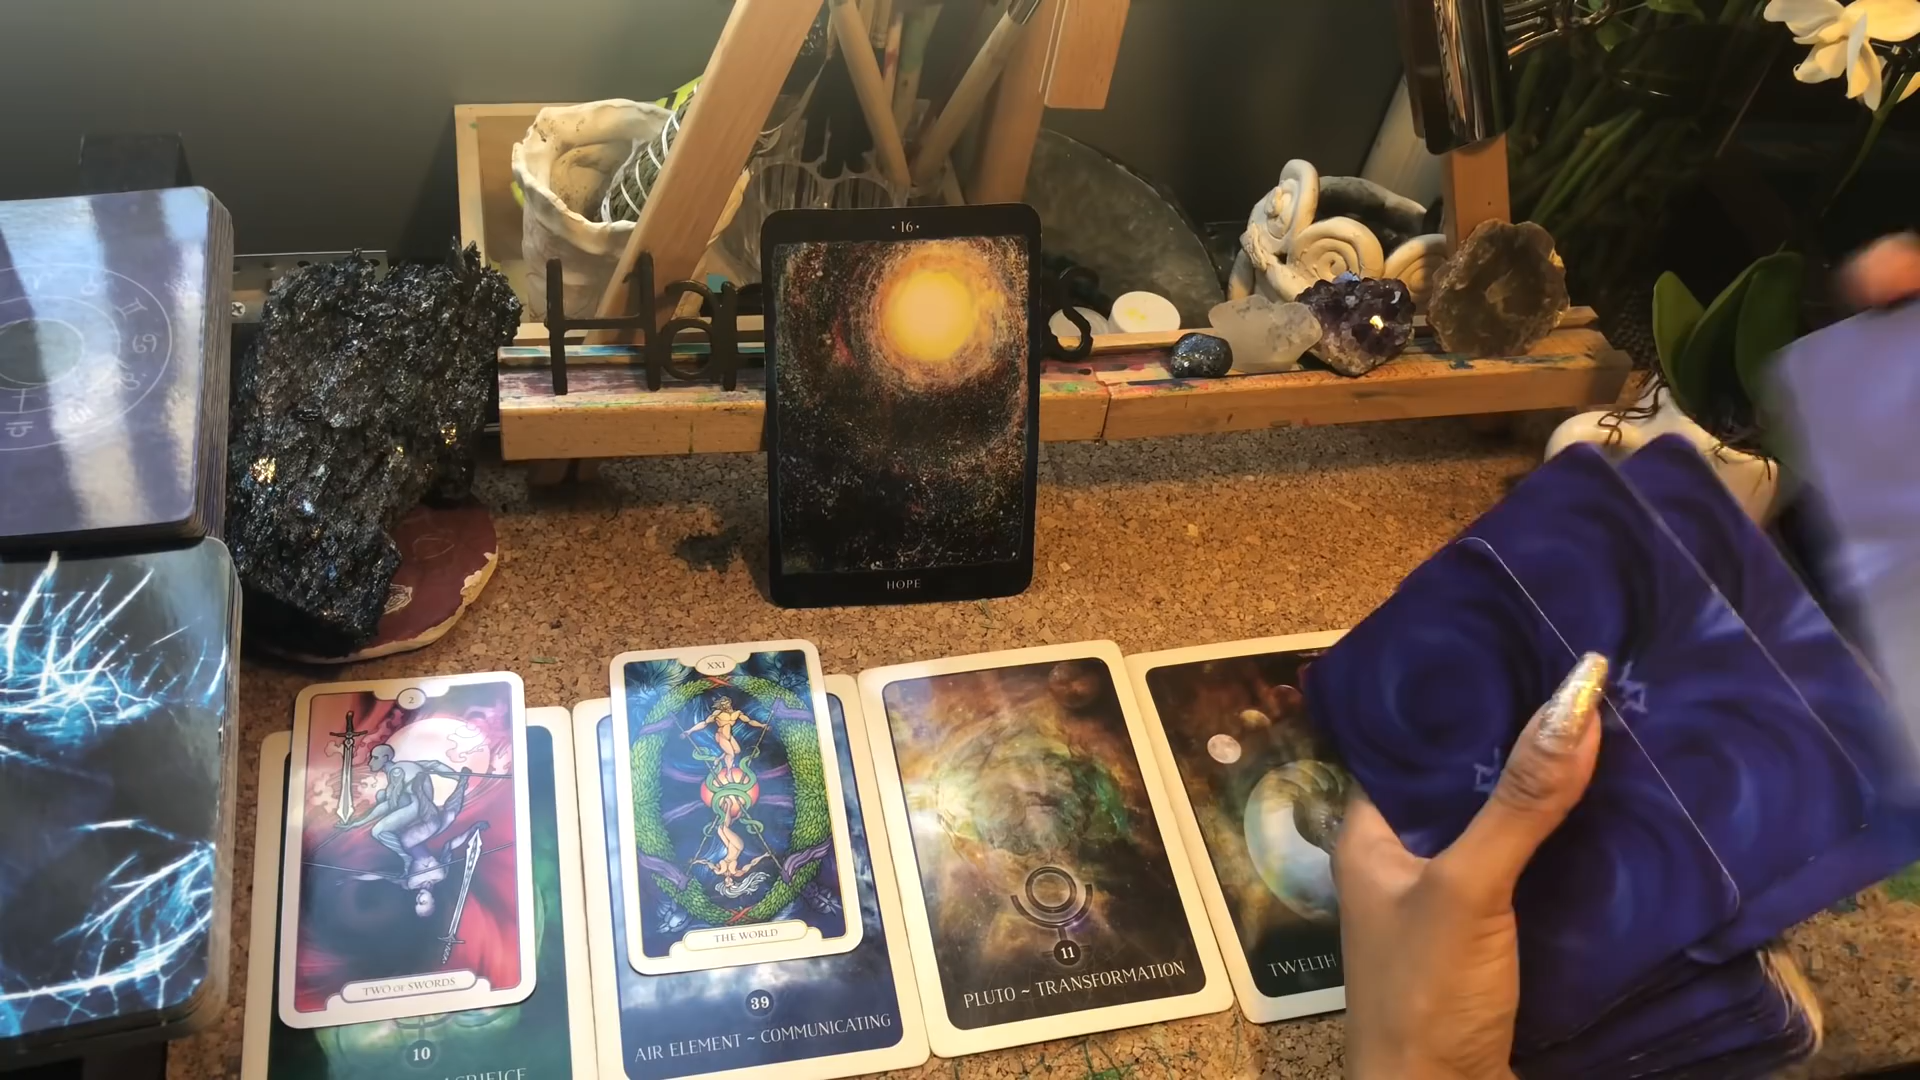 16
HOPE
2
TWO OF SWORDS
10
XXI
THE WORLD
39
AIR ELEMENT ~ COMMUNICATING
11
PLUTO ~ TRANSFORMATION
TWELTH